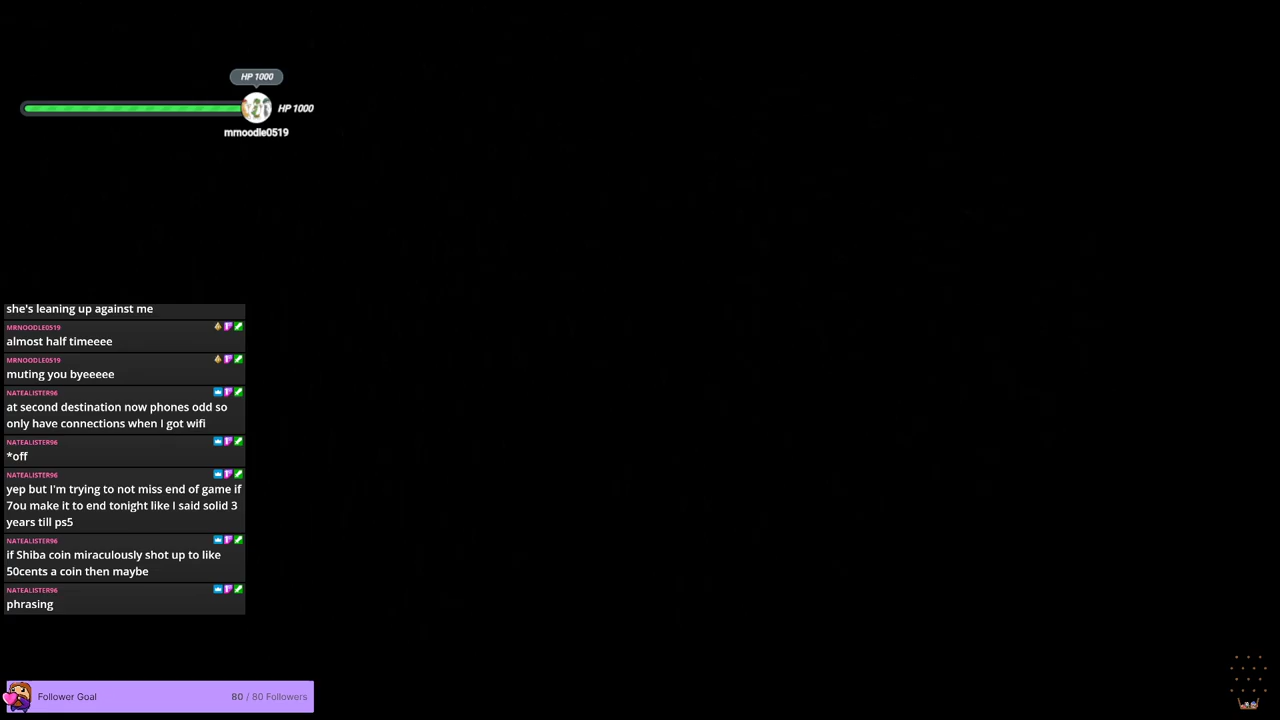 HP 1000
HP 1000
mrnoodle0519
she's leaning up against me
MRNOODLE0519
almost half timeeee
MRNOODLE0519
muting you byeeeee
NATEALISTER96
at second destination now phones odd so
only have connections when I got wifi
NATEALISTER96
*off
NATEALISTER96
yep but I'm trying to not miss end of game if
7ou make it to end tonight like I said solid 3
years till ps5
NATEALISTER96
if Shiba coin miraculously shot up to like
50cents a coin then maybe
NATEALISTER96
phrasing
Follower Goal
80 / 80 Followers